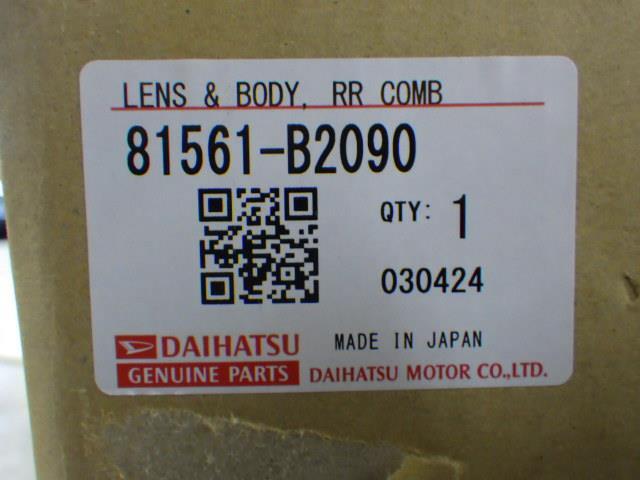 LENS & BODY, RR COMB
81561-B2090
QTY: 1
030424
DAIHATSU
MADE IN JAPAN
GENUINE PARTS
DAIHATSU MOTOR CO.,LTD.